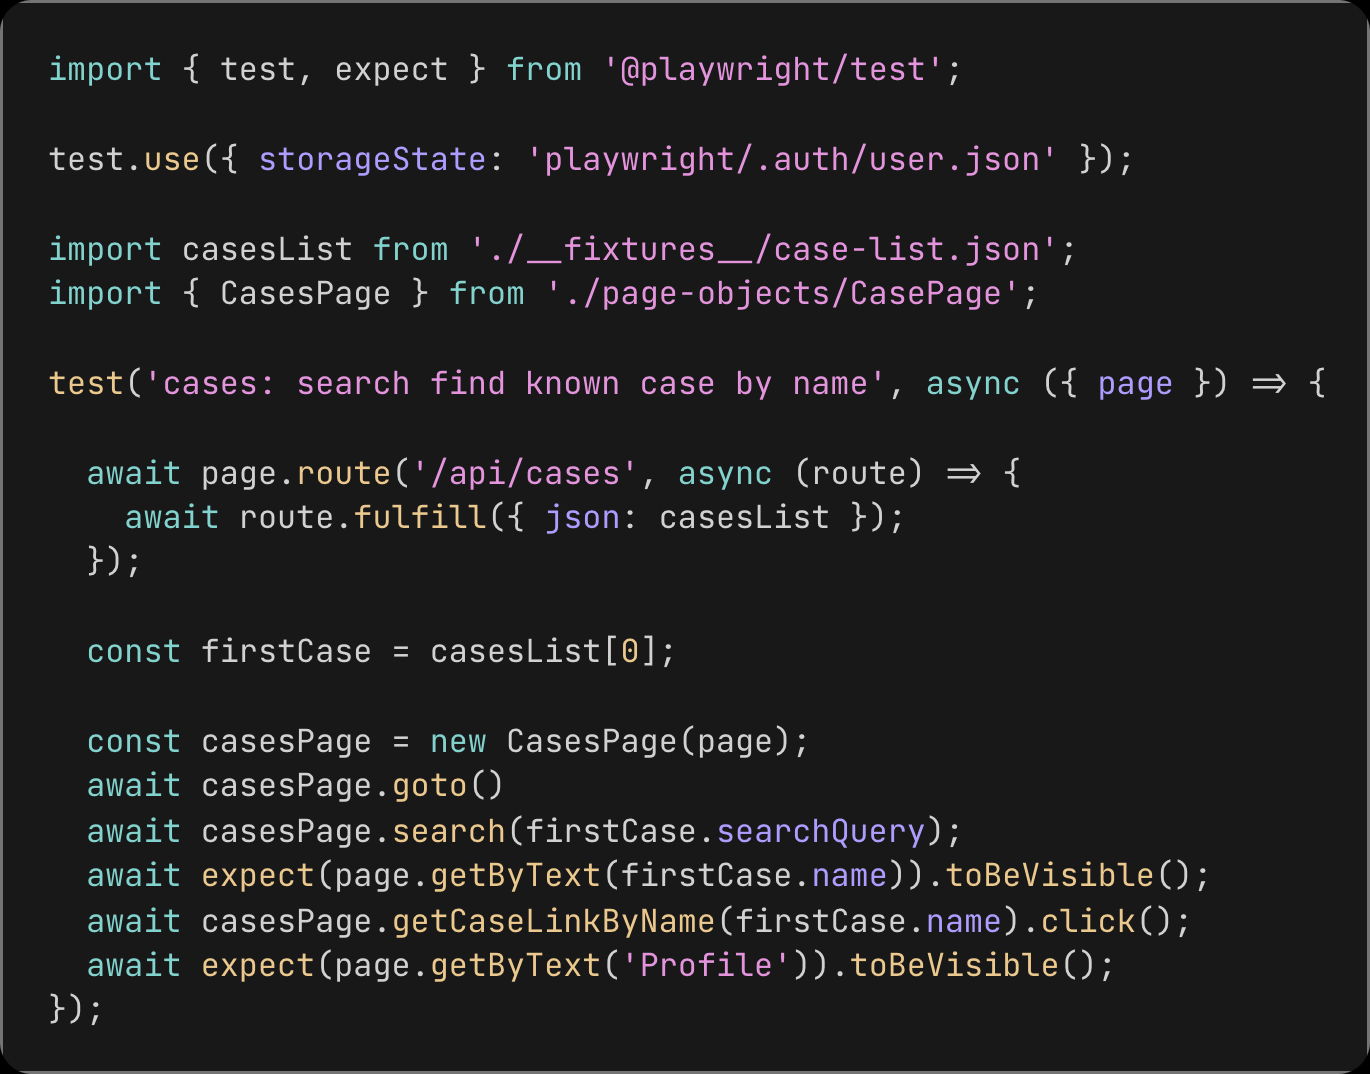 import { test, expect } from '@playwright/test';
test.use({ storageState: 'playwright/.auth/user.json' });
import casesList from './__fixtures__/case-list.json';
import { CasesPage } from './page-objects/CasePage';
test('cases: search find known case by name', async ({ page }) => {
  await page.route('/api/cases', async (route) => {
    await route.fulfill({ json: casesList });
  });
  const firstCase = casesList[0];
  const casesPage = new CasesPage(page);
  await casesPage.goto()
  await casesPage.search(firstCase.searchQuery);
  await expect(page.getByText(firstCase.name)).toBeVisible();
  await casesPage.getCaseLinkByName(firstCase.name).click();
  await expect(page.getByText('Profile')).toBeVisible();
});